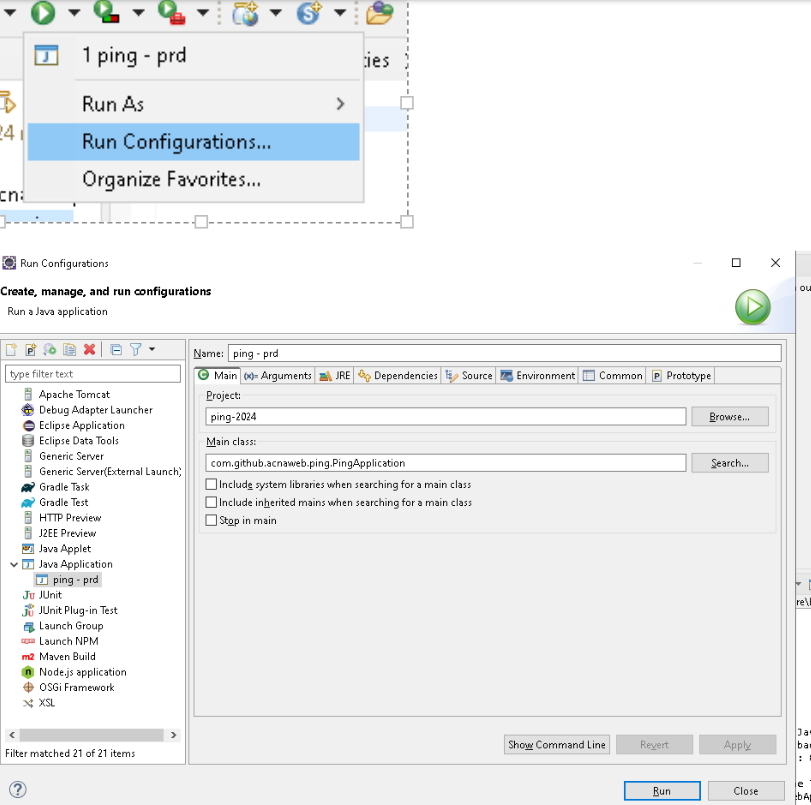 1 ping - prd
ies
Run As
24
Run Configurations...
Organize Favorites...
cna
Run Configurations
Create, manage, and run configurations
Run a Java application
ou
Name: ping - prd
type filter text
Main
(x)= Arguments
JRE
Dependencies
Source
Environment
Common
Prototype
Project:
ping-2024
Browse...
Main class:
com.github.acnaweb.ping.PingApplication
Search...
Include system libraries when searching for a main class
Include inherited mains when searching for a main class
Stop in main
Apache Tomcat
Debug Adapter Launcher
Eclipse Application
Eclipse Data Tools
Generic Server
Generic Server(External Launch)
Gradle Task
Gradle Test
HTTP Preview
J2EE Preview
Java Applet
Java Application
ping - prd
JUnit
JUnit Plug-in Test
Launch Group
Launch NPM
m2 Maven Build
Node.js application
OSGi Framework
XSL
Filter matched 21 of 21 items
Show Command Line
Revert
Apply
Run
Close